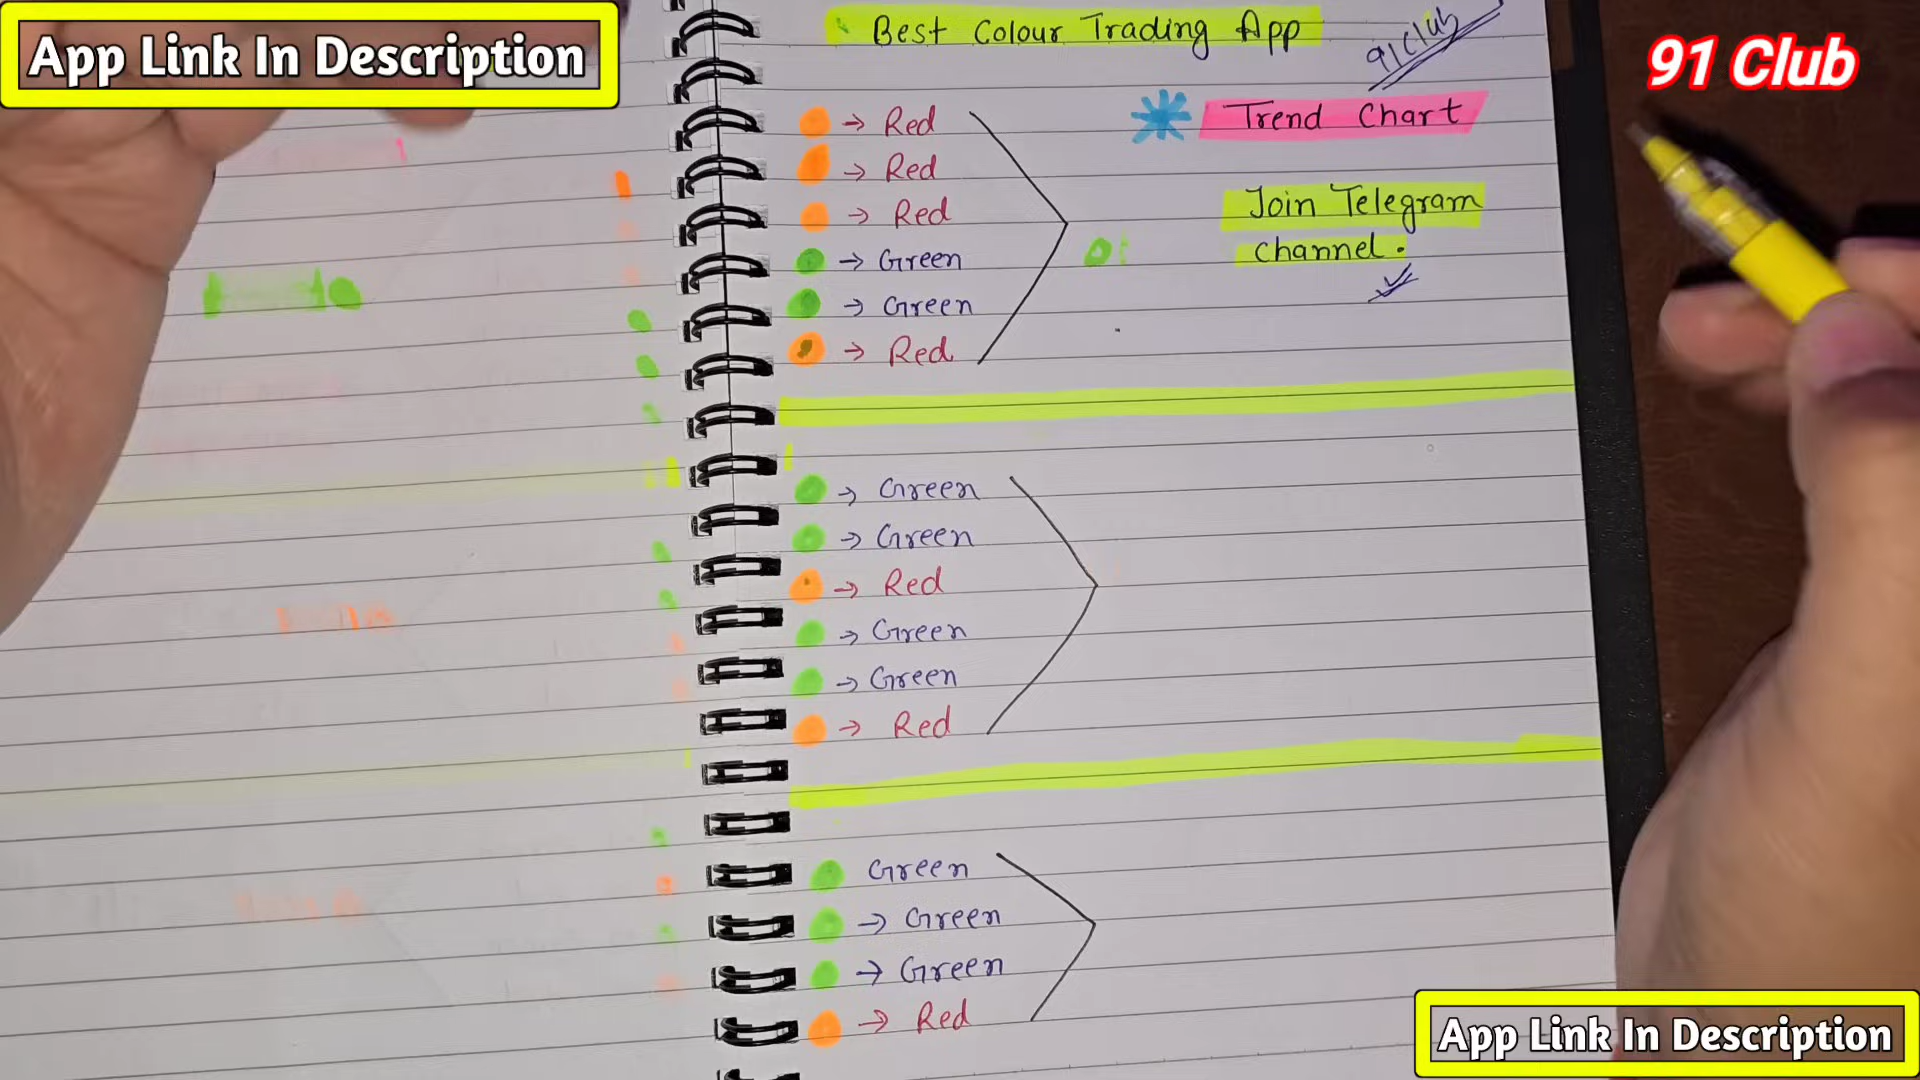 App Link In Description
Best Colour Trading App
91 Club
91 Club
Trend Chart
Join Telegram
channel.
→ Red
→ Red
→ Red
→ Green
→ Green
→ Red
→ Green
→ Green
→ Red
→ Green
→ Green
→ Red
Green
→ Green
→ Green
→ Red
App Link In Description